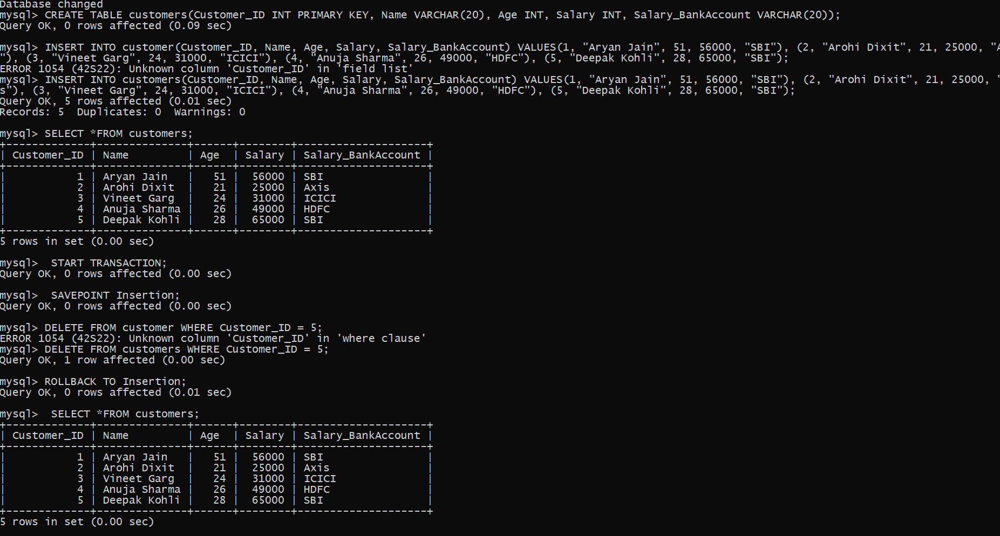 Database changed
mysql> CREATE TABLE customers(Customer_ID INT PRIMARY KEY, Name VARCHAR(20), Age INT, Salary INT, Salary_BankAccount VARCHAR(20));
Query OK, 0 rows affected (0.09 sec)
mysql> INSERT INTO customer(Customer_ID, Name, Age, Salary, Salary_BankAccount) VALUES(1, "Aryan Jain", 51, 56000, "SBI"), (2, "Arohi Dixit", 21, 25000, "A
"), (3, "Vineet Garg", 24, 31000, "ICICI"), (4, "Anuja Sharma", 26, 49000, "HDFC"), (5, "Deepak Kohli", 28, 65000, "SBI");
ERROR 1054 (42S22): Unknown column 'Customer_ID' in 'field list'
mysql> INSERT INTO customers(Customer_ID, Name, Age, Salary, Salary_BankAccount) VALUES(1, "Aryan Jain", 51, 56000, "SBI"), (2, "Arohi Dixit", 21, 25000, "
s"), (3, "Vineet Garg", 24, 31000, "ICICI"), (4, "Anuja Sharma", 26, 49000, "HDFC"), (5, "Deepak Kohli", 28, 65000, "SBI");
Query OK, 5 rows affected (0.01 sec)
Records: 5  Duplicates: 0  Warnings: 0
mysql> SELECT *FROM customers;
+-------------+--------------+------+--------+--------------------+
| Customer_ID | Name         | Age  | Salary | Salary_BankAccount |
+-------------+--------------+------+--------+--------------------+
|           1 | Aryan Jain   |   51 |  56000 | SBI                |
|           2 | Arohi Dixit  |   21 |  25000 | Axis               |
|           3 | Vineet Garg  |   24 |  31000 | ICICI              |
|           4 | Anuja Sharma |   26 |  49000 | HDFC               |
|           5 | Deepak Kohli |   28 |  65000 | SBI                |
+-------------+--------------+------+--------+--------------------+
5 rows in set (0.00 sec)
mysql>  START TRANSACTION;
Query OK, 0 rows affected (0.00 sec)
mysql>  SAVEPOINT Insertion;
Query OK, 0 rows affected (0.00 sec)
mysql> DELETE FROM customer WHERE Customer_ID = 5;
ERROR 1054 (42S22): Unknown column 'Customer_ID' in 'where clause'
mysql> DELETE FROM customers WHERE Customer_ID = 5;
Query OK, 1 row affected (0.00 sec)
mysql> ROLLBACK TO Insertion;
Query OK, 0 rows affected (0.01 sec)
mysql>  SELECT *FROM customers;
+-------------+--------------+------+--------+--------------------+
| Customer_ID | Name         | Age  | Salary | Salary_BankAccount |
+-------------+--------------+------+--------+--------------------+
|           1 | Aryan Jain   |   51 |  56000 | SBI                |
|           2 | Arohi Dixit  |   21 |  25000 | Axis               |
|           3 | Vineet Garg  |   24 |  31000 | ICICI              |
|           4 | Anuja Sharma |   26 |  49000 | HDFC               |
|           5 | Deepak Kohli |   28 |  65000 | SBI                |
+-------------+--------------+------+--------+--------------------+
5 rows in set (0.00 sec)